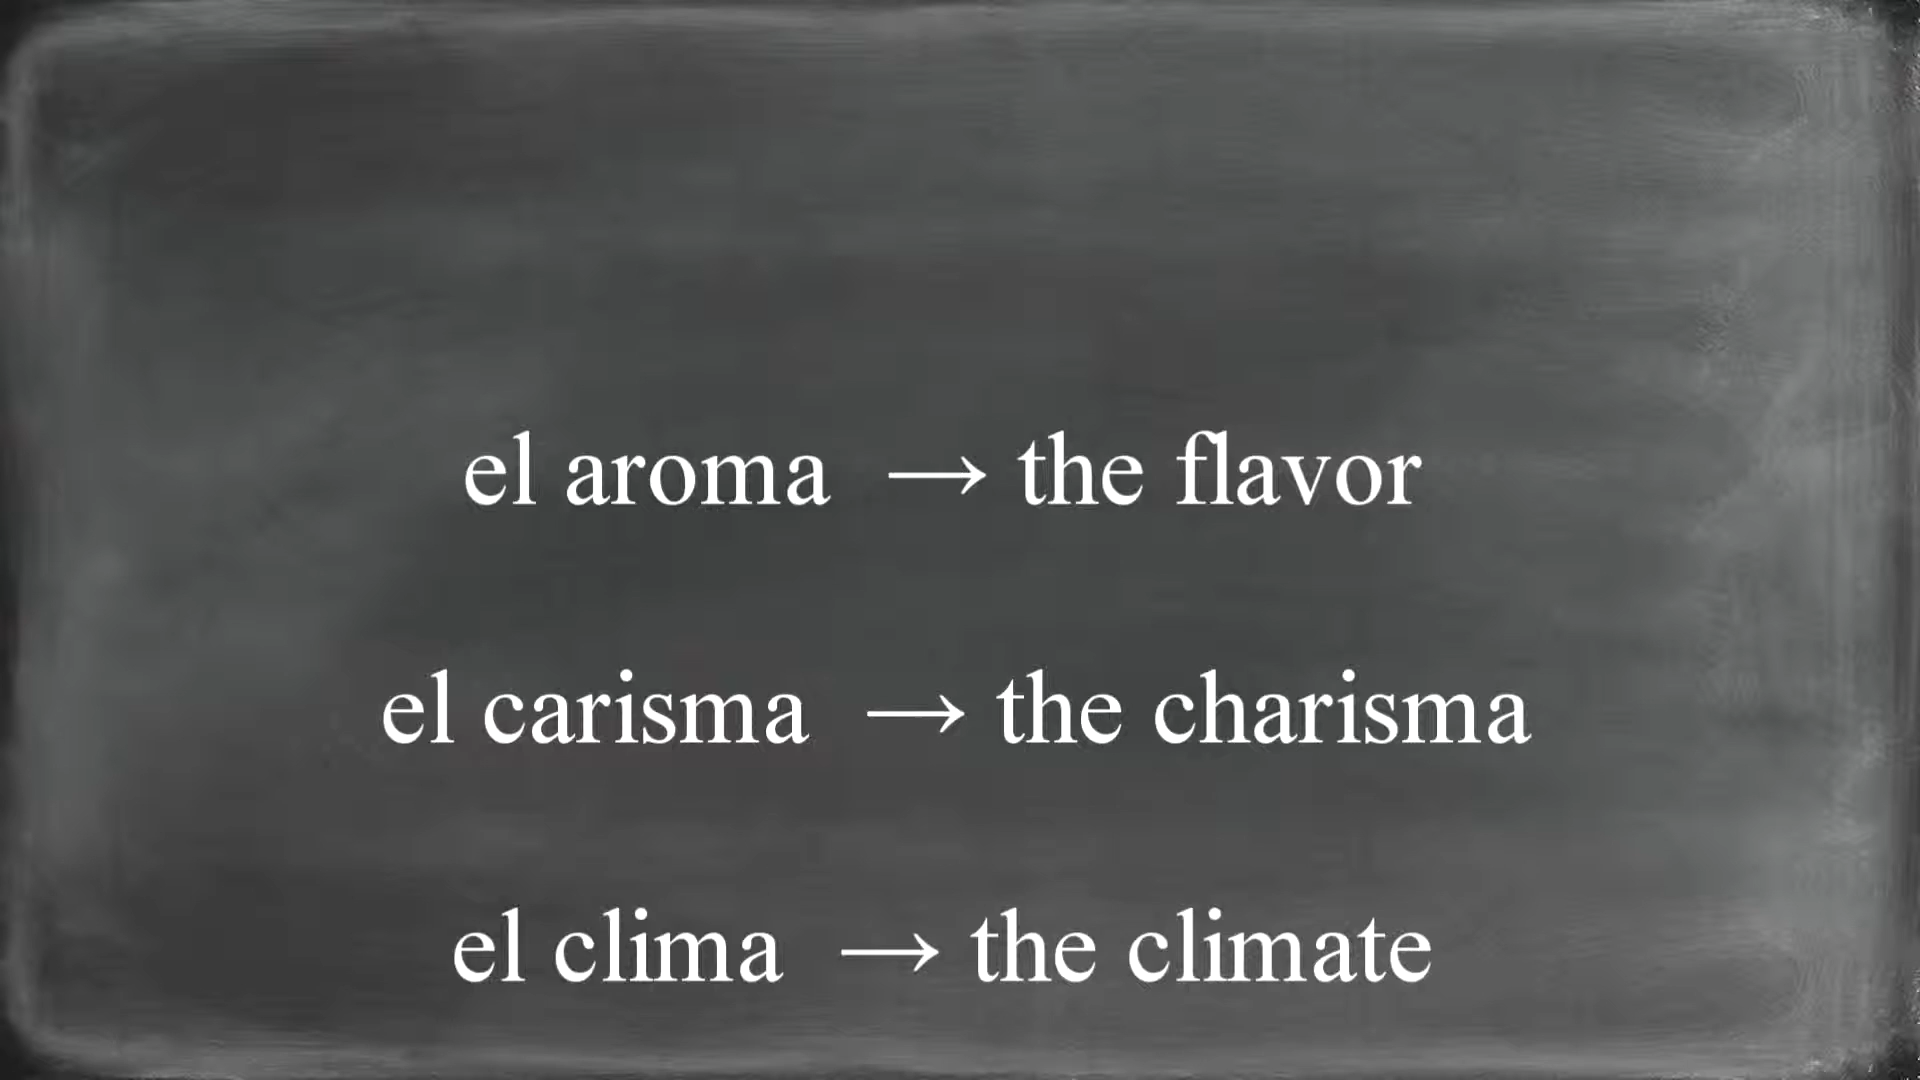 el aroma → the flavor
el carisma → the charisma
el clima → the climate